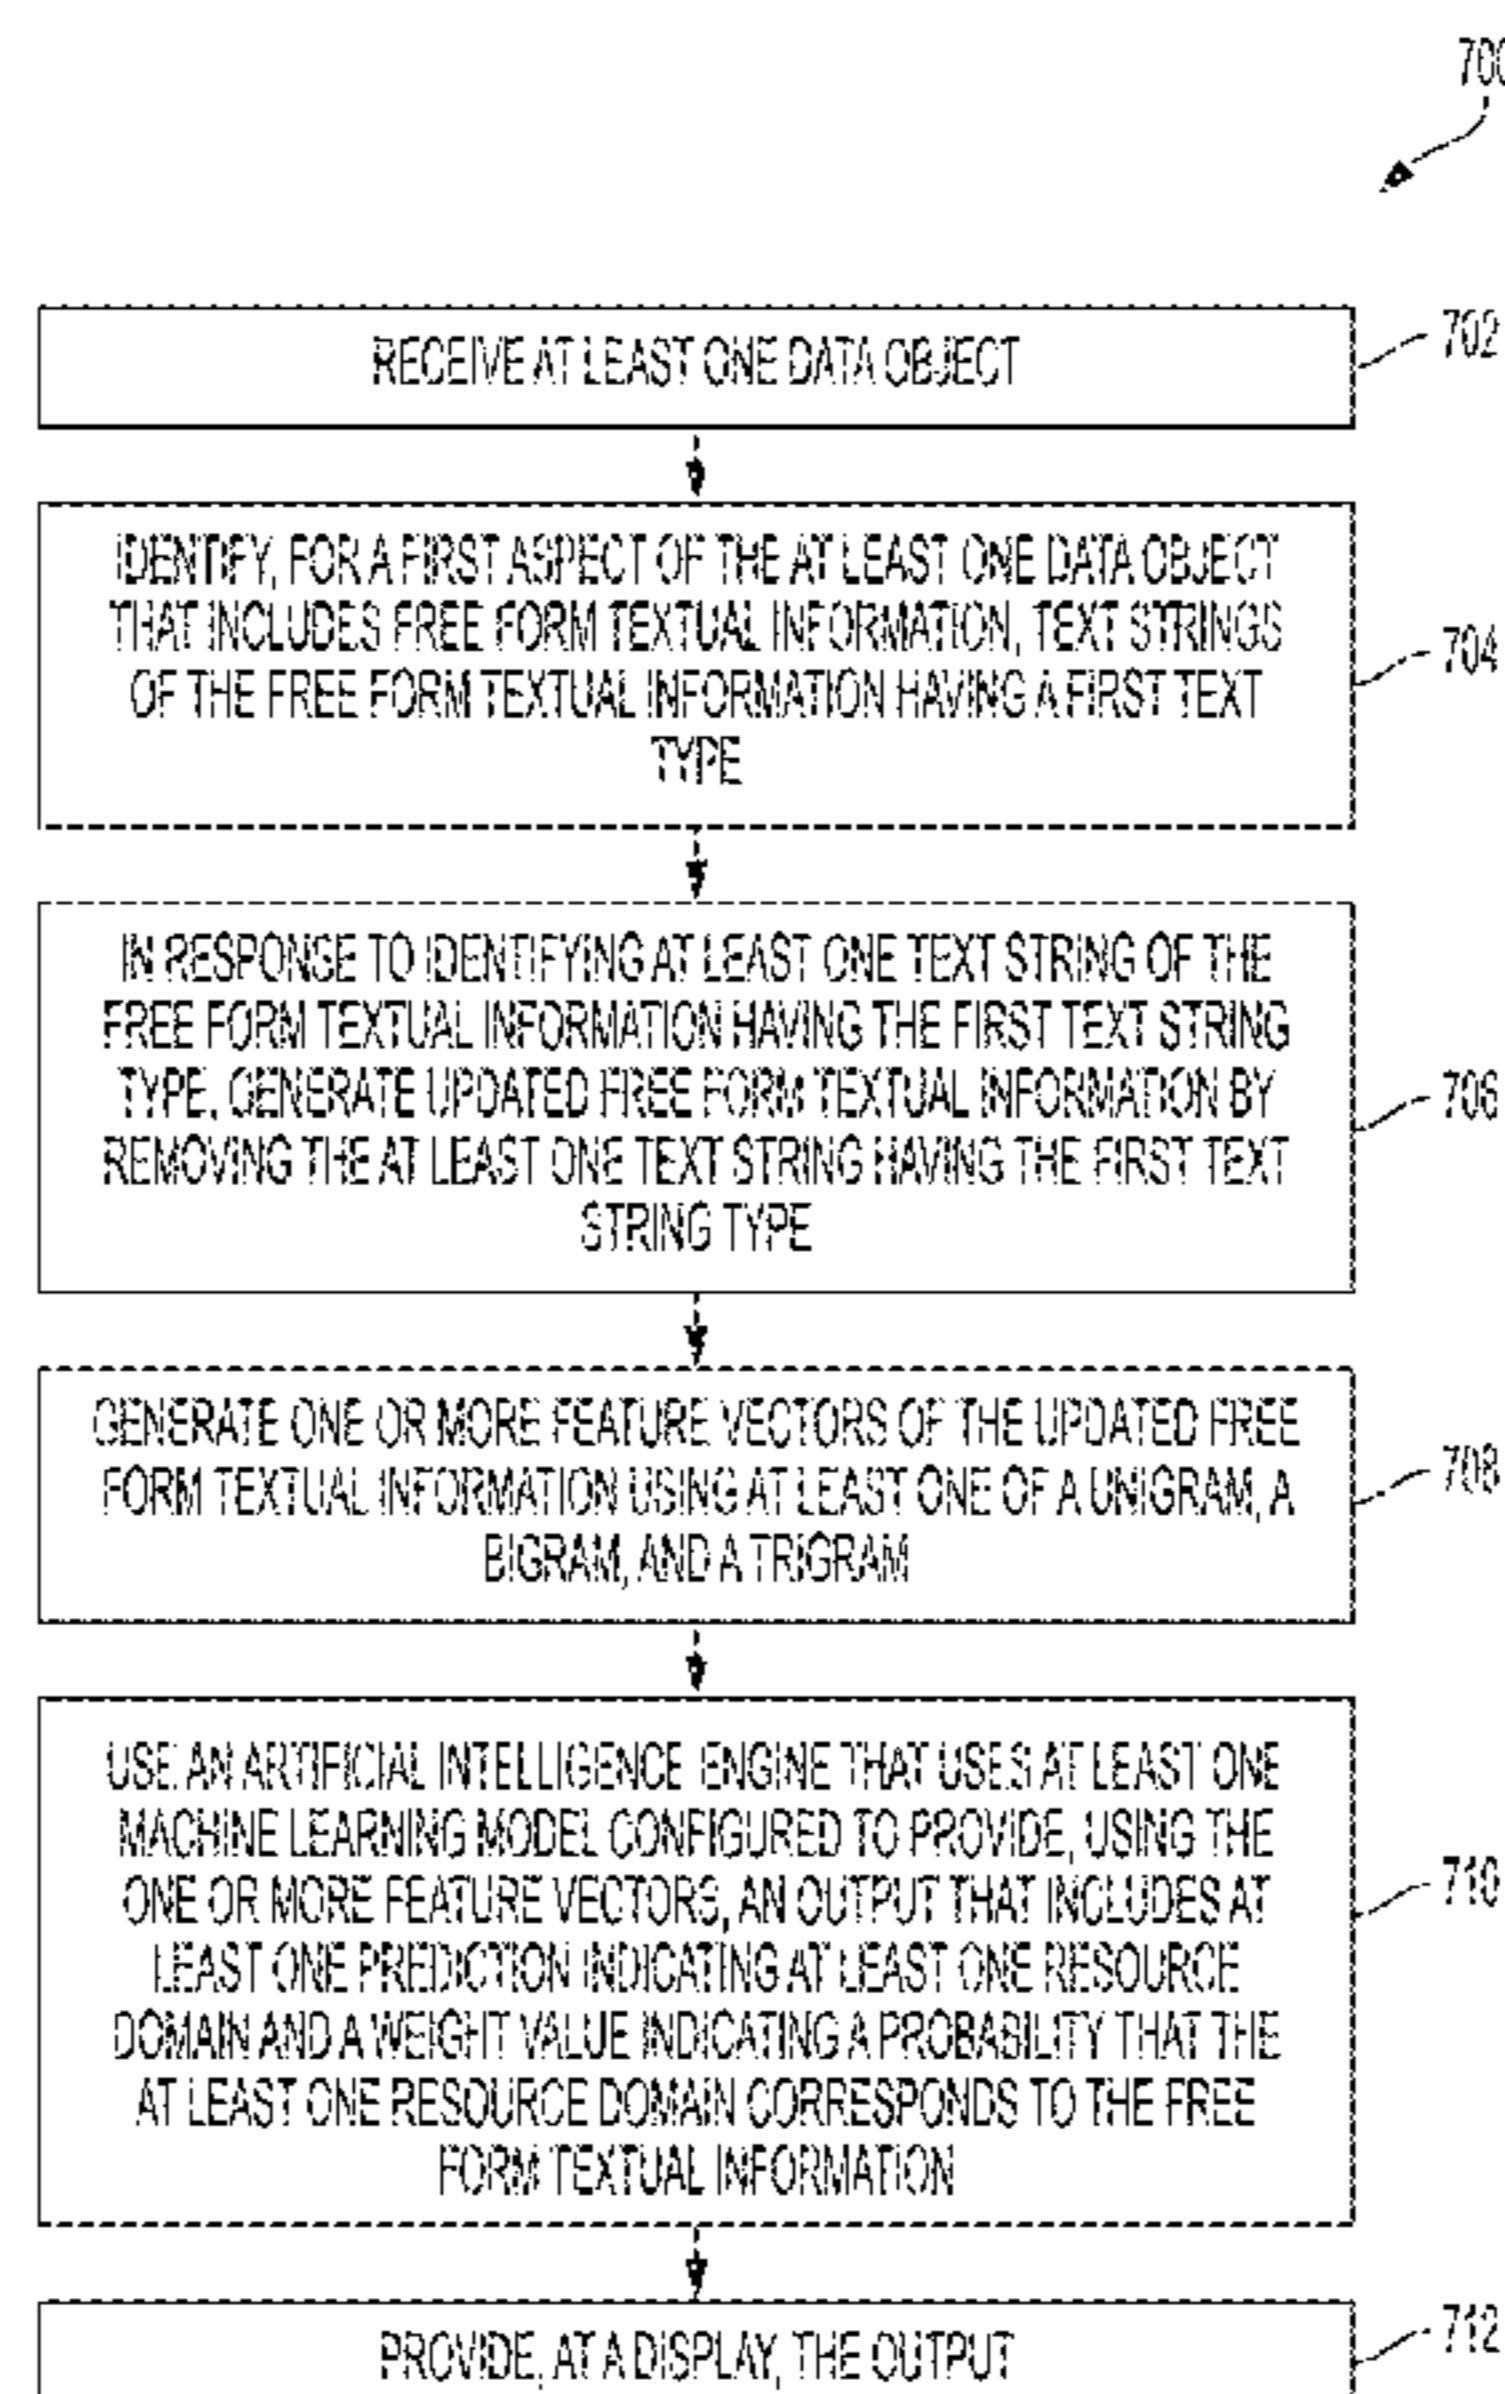 700
RECEIVE AT LEAST ONE DATA OBJECT
702
IDENTIFY, FOR A FIRST ASPECT OF THE AT LEAST ONE DATA OBJECT
THAT INCLUDES FREE FORM TEXTUAL INFORMATION, TEXT STRINGS
OF THE FREE FORM TEXTUAL INFORMATION HAVING A FIRST TEXT
TYPE
704
IN RESPONSE TO IDENTIFYING AT LEAST ONE TEXT STRING OF THE
FREE FORM TEXTUAL INFORMATION HAVING THE FIRST TEXT STRING
TYPE, GENERATE UPDATED FREE FORM TEXTUAL INFORMATION BY
REMOVING THE AT LEAST ONE TEXT STRING HAVING THE FIRST TEXT
STRING TYPE
706
GENERATE ONE OR MORE FEATURE VECTORS OF THE UPDATED FREE
FORM TEXTUAL INFORMATION USING AT LEAST ONE OF A UNIGRAM, A
BIGRAM, AND A TRIGRAM
708
USE AN ARTIFICIAL INTELLIGENCE ENGINE THAT USES AT LEAST ONE
MACHINE LEARNING MODEL CONFIGURED TO PROVIDE, USING THE
ONE OR MORE FEATURE VECTORS, AN OUTPUT THAT INCLUDES AT
LEAST ONE PREDICTION INDICATING AT LEAST ONE RESOURCE
DOMAIN AND A WEIGHT VALUE INDICATING A PROBABILITY THAT THE
AT LEAST ONE RESOURCE DOMAIN CORRESPONDS TO THE FREE
FORM TEXTUAL INFORMATION
710
PROVIDE, AT A DISPLAY, THE OUTPUT
712